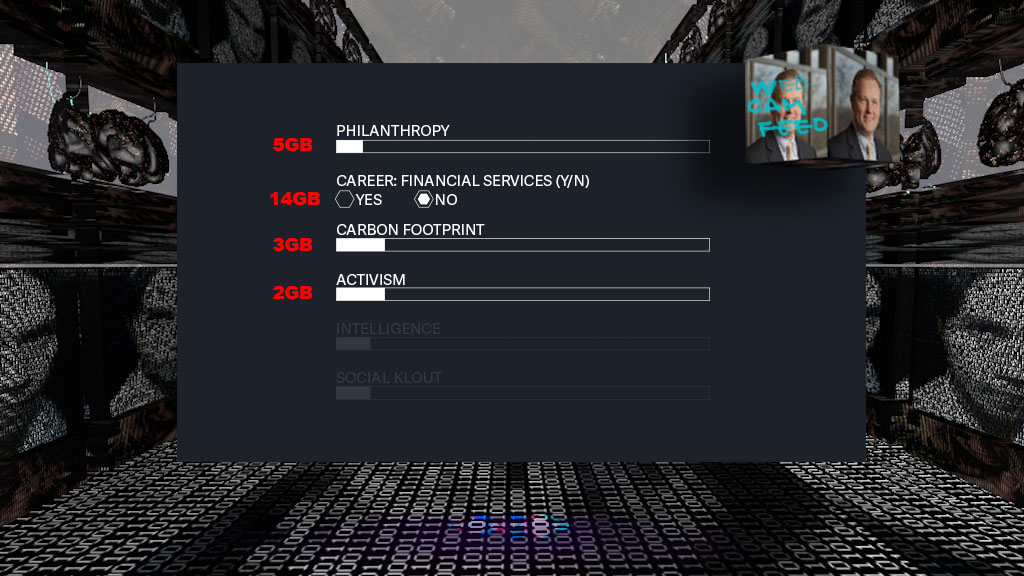 PHILANTHROPY
5GB
CAREER: FINANCIAL SERVICES (Y/N)
14GB YES NO
CARBON FOOTPRINT
3GB
ACTIVISM
2GB
INTELLIGENCE
SOCIAL KLOUT
WEB
CAM
FEED